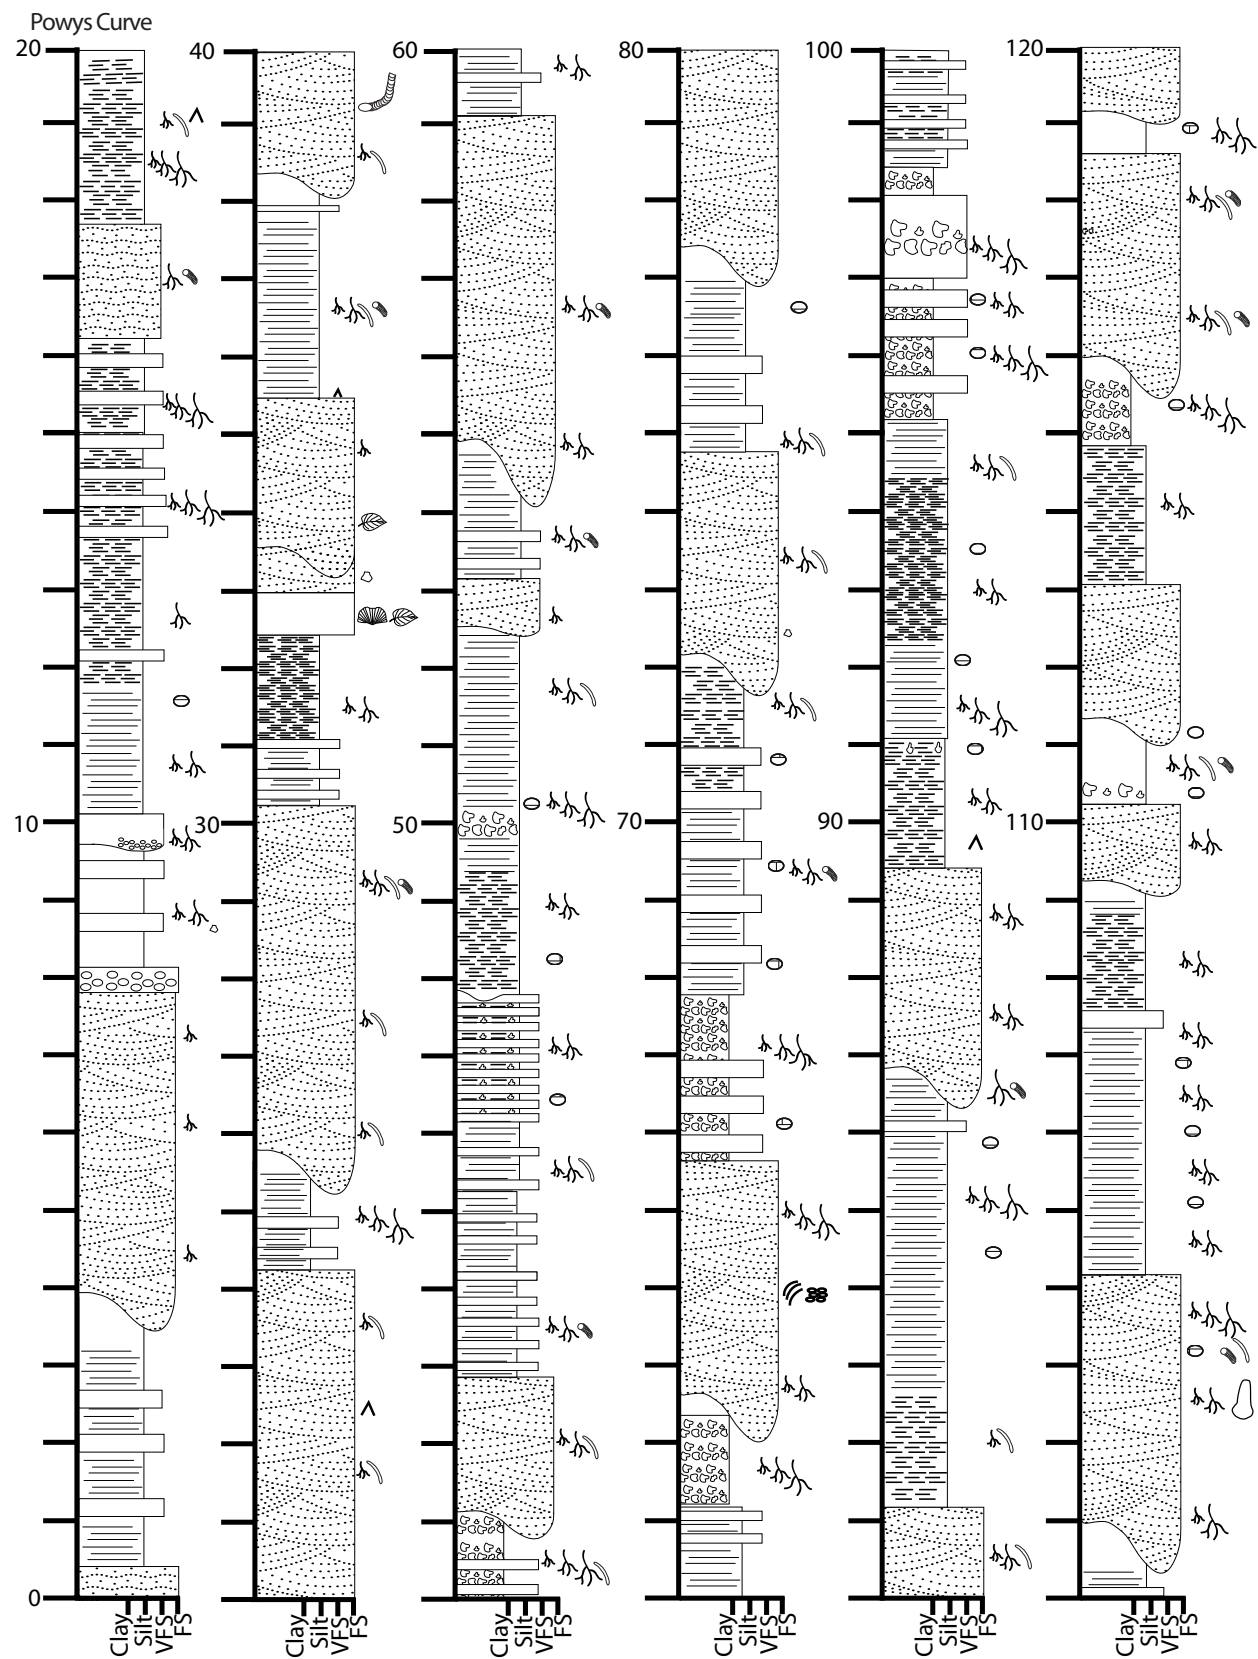 Powys Curve
20 40 60 80 100 120
10 30 50 70 90 110
0
Clay Silt VFS FS Clay Silt VFS FS Clay Silt VFS FS Clay Silt VFS FS Clay Silt VFS FS Clay Silt VFS FS